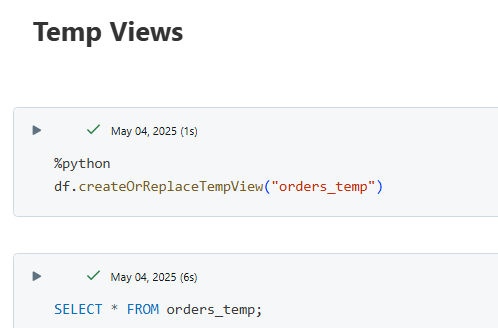 Temp Views
May 04, 2025 (1s)
%python
df.createOrReplaceTempView("orders_temp")
May 04, 2025 (6s)
SELECT * FROM orders_temp;